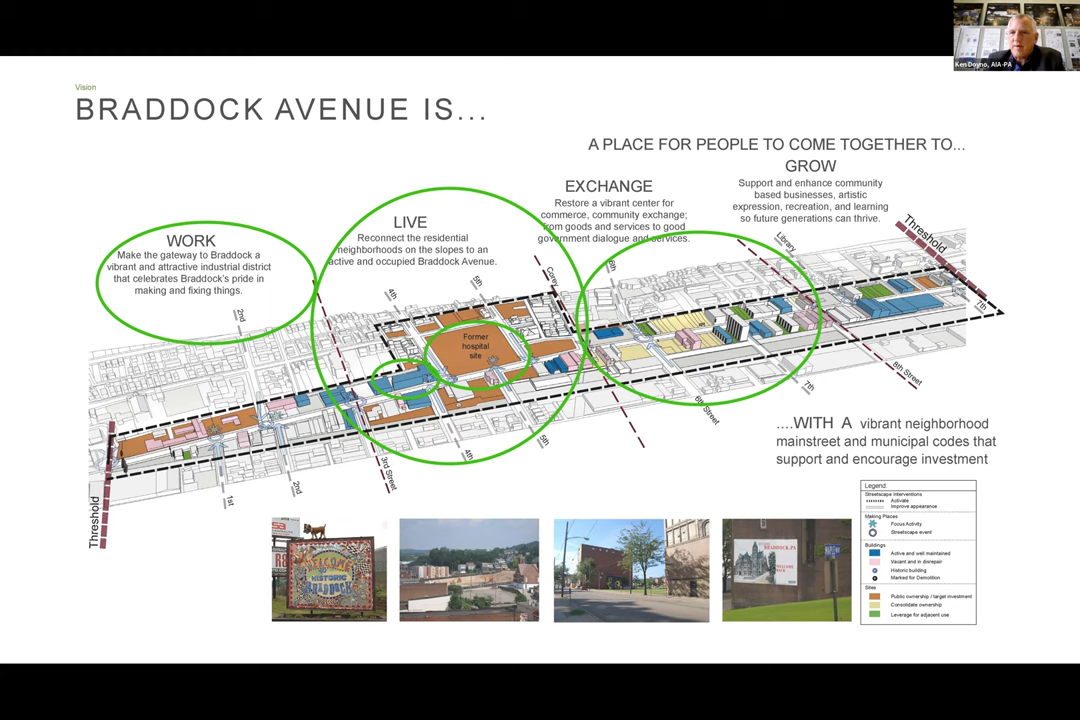 Ken Doyno, AIA-PA
Vision
BRADDOCK AVENUE IS...
A PLACE FOR PEOPLE TO COME TOGETHER TO...
WORK
Make the gateway to Braddock a
vibrant and attractive industrial district
that celebrates Braddock's pride in
making and fixing things.
LIVE
Reconnect the residential
neighborhoods on the slopes to an
active and occupied Braddock Avenue.
EXCHANGE
Restore a vibrant center for
commerce, community exchange;
from goods and services to good
government dialogue and services.
GROW
Support and enhance community
based businesses, artistic
expression, recreation, and learning
so future generations can thrive.
Threshold
Library
6th
Corey
5th
4th
2nd
7th
Former
hospital
site
8th Street
7th
6th Street
5th
4th
3rd Street
2nd
1st
Threshold
....WITH A vibrant neighborhood
mainstreet and municipal codes that
support and encourage investment
Legend:
Streetscape Interventions
Activate
Improve appearance
Making Places
Focus Activity
Streetscape event
Buildings
Active and well maintained
Vacant and in disrepair
Historic building
Marked for Demolition
Sites
Public ownership / target investment
Consolidate ownership
Leverage for adjacent use
WELCOME
TO
HISTORIC
BRADDOCK
BRADDOCK, PA